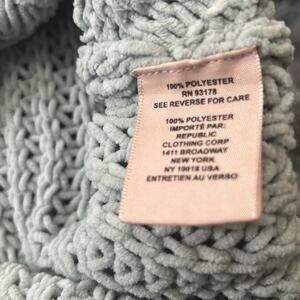 100% POLYESTER
RN 93178
SEE REVERSE FOR CARE
100% POLYESTER
IMPORTÉ PAR:
REPUBLIC
CLOTHING CORP
1411 BROADWAY
NEW YORK
NY 10018 USA
ENTRETIEN AU VERSO